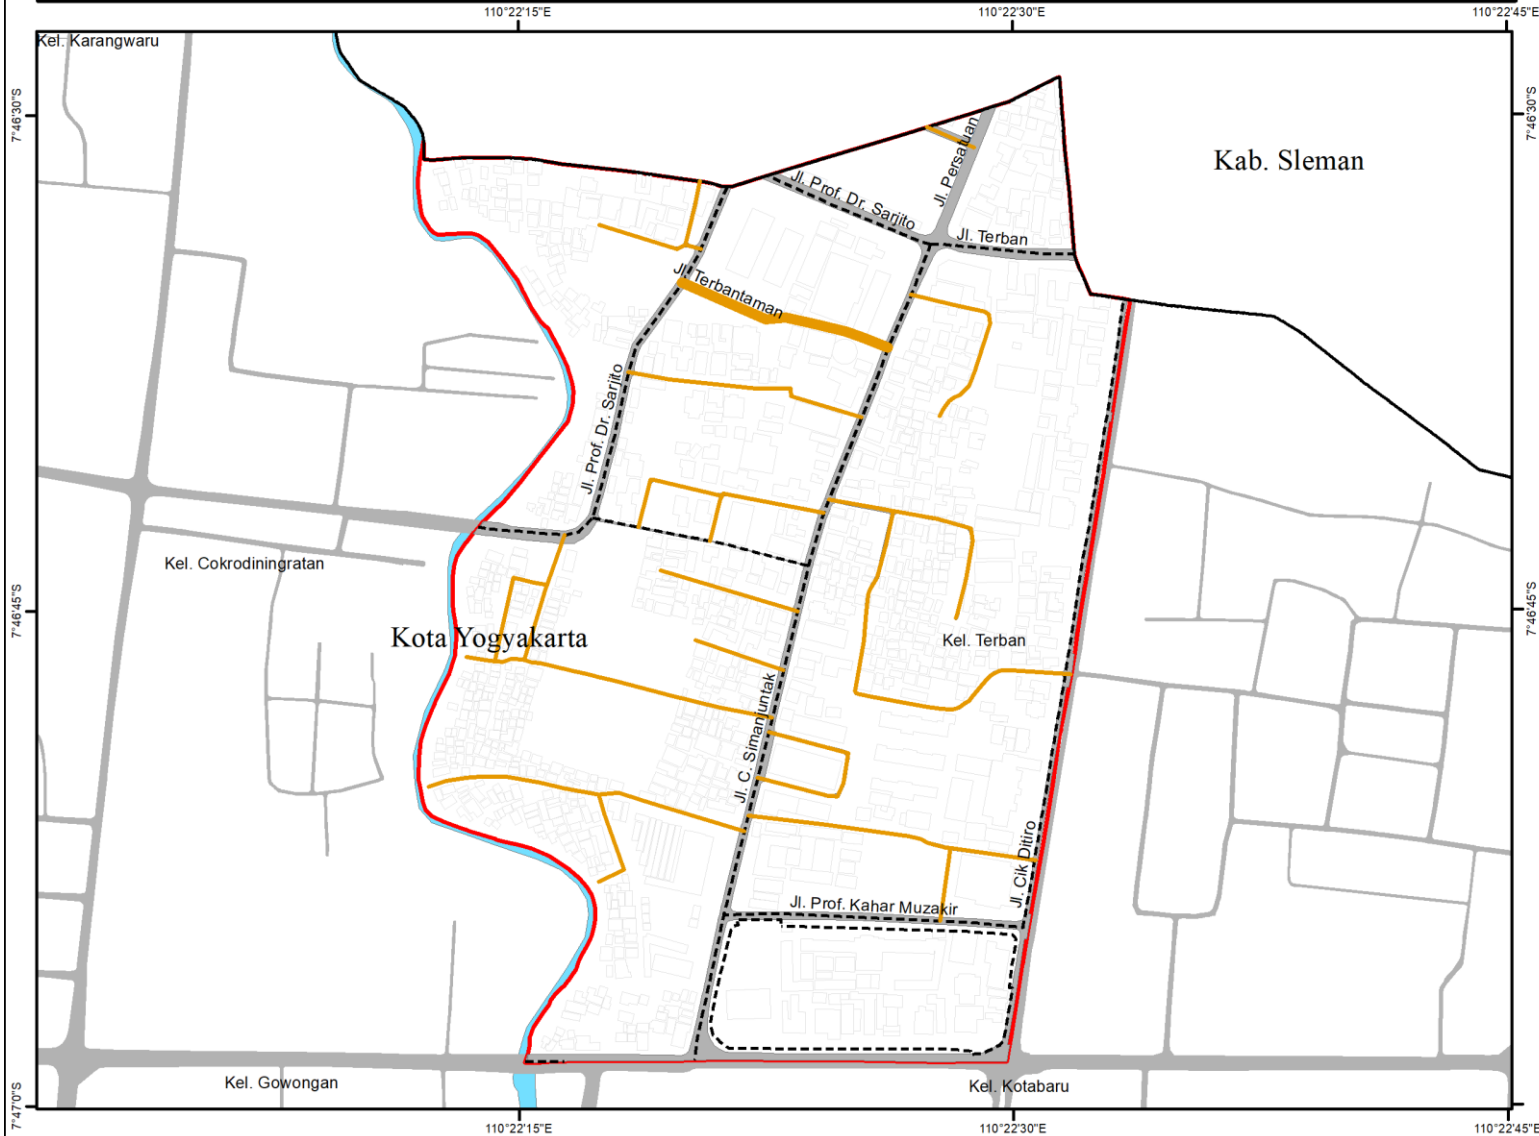 110°22'15"E
110°22'30"E
110°22'45"E
Kel. Karangwaru
7°46'30"S
7°46'30"S
Kab. Sleman
Jl. Persatuan
Jl. Prof. Dr. Sarjito
Jl. Terban
Jl. Terbantaman
Jl. Prof. Dr. Sarjito
Kel. Cokrodiningratan
7°46'45"S
7°46'45"S
Kota Yogyakarta
Kel. Terban
Jl. C. Simanjuntak
Jl. Cik Ditiro
Jl. Prof. Kahar Muzakir
Kel. Gowongan
Kel. Kotabaru
7°47'0"S
110°22'15"E
110°22'30"E
110°22'45"E